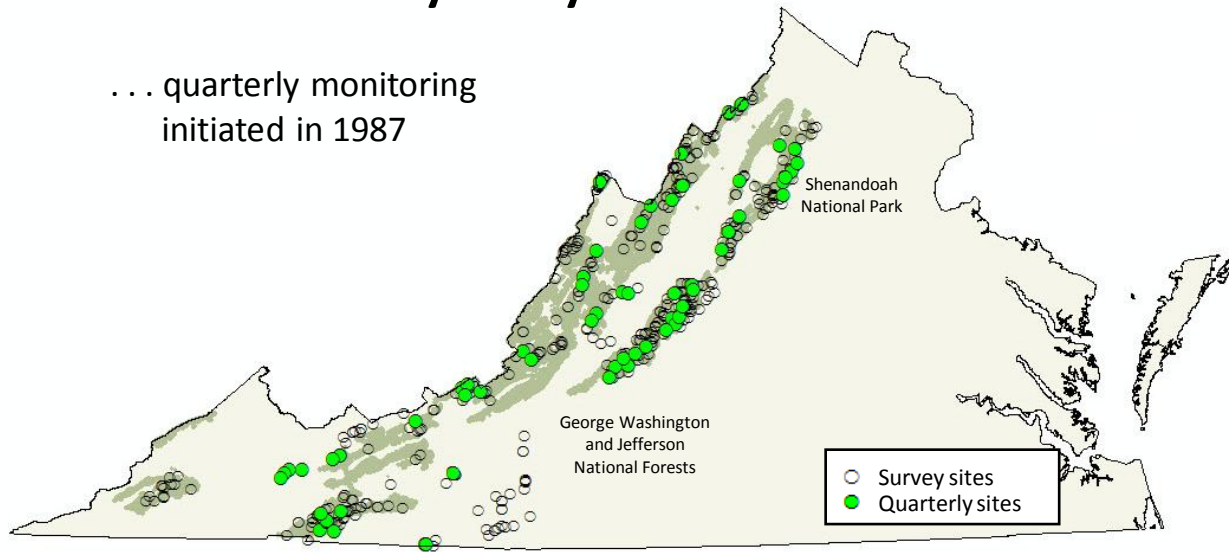 . . . quarterly monitoring
initiated in 1987
Shenandoah
National Park
George Washington
and Jefferson
National Forests
Survey sites
Quarterly sites